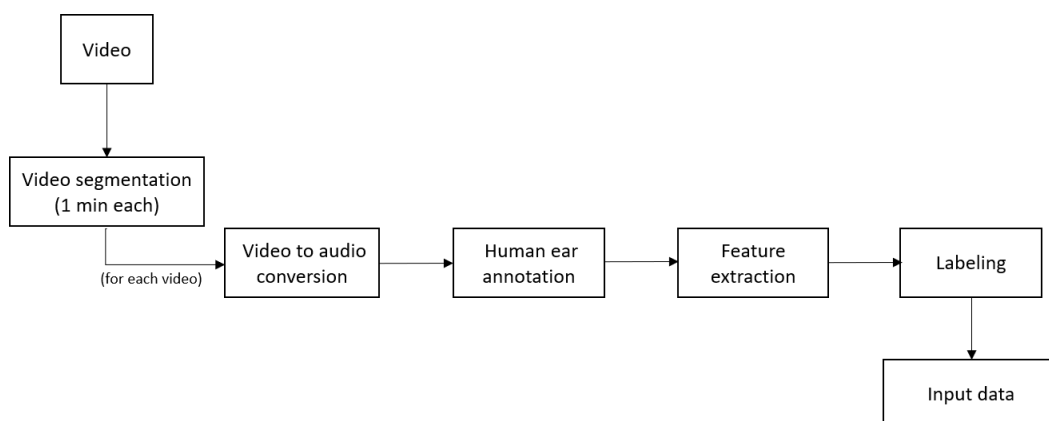 Video
Video segmentation
(1 min each)
(for each video)
Video to audio
conversion
Human ear
annotation
Feature
extraction
Labeling
Input data